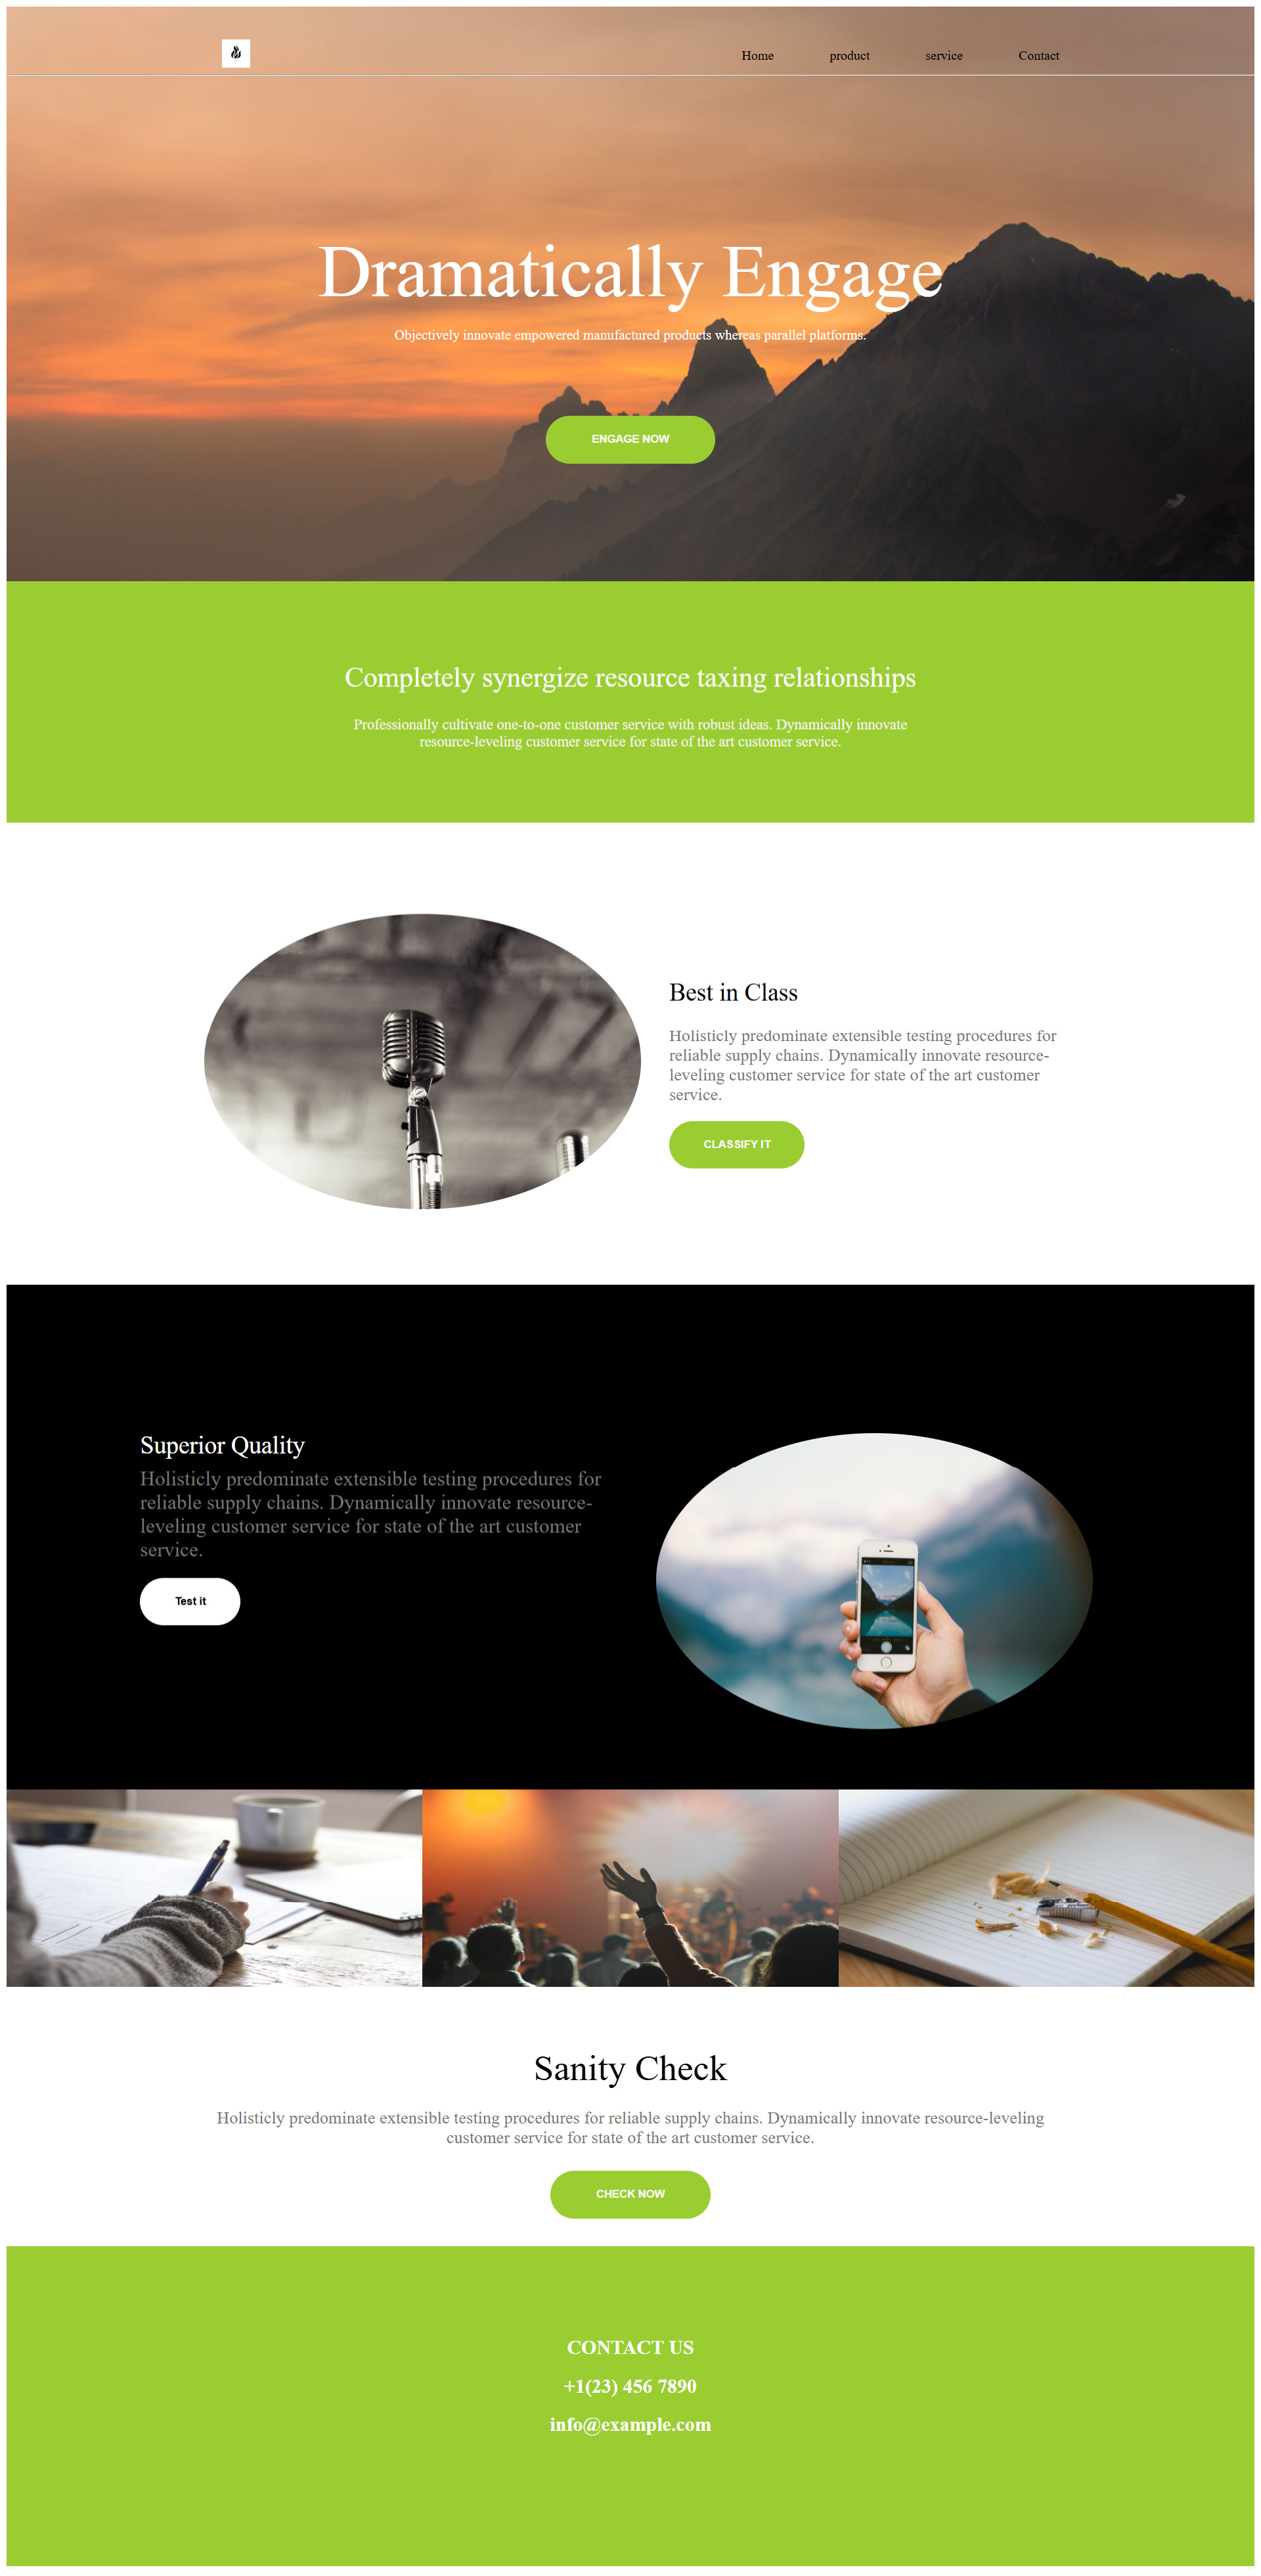 Home product service Contact
Dramatically Engage
Objectively innovate empowered manufactured products whereas parallel platforms.
ENGAGE NOW
Completely synergize resource taxing relationships
Professionally cultivate one-to-one customer service with robust ideas. Dynamically innovate
resource-leveling customer service for state of the art customer service.
Best in Class
Holisticly predominate extensible testing procedures for
reliable supply chains. Dynamically innovate resource-
leveling customer service for state of the art customer
service.
CLASSIFY IT
Superior Quality
Holisticly predominate extensible testing procedures for
reliable supply chains. Dynamically innovate resource-
leveling customer service for state of the art customer
service.
Test it
Sanity Check
Holisticly predominate extensible testing procedures for reliable supply chains. Dynamically innovate resource-leveling
customer service for state of the art customer service.
CHECK NOW
CONTACT US
+1(23) 456 7890
info@example.com